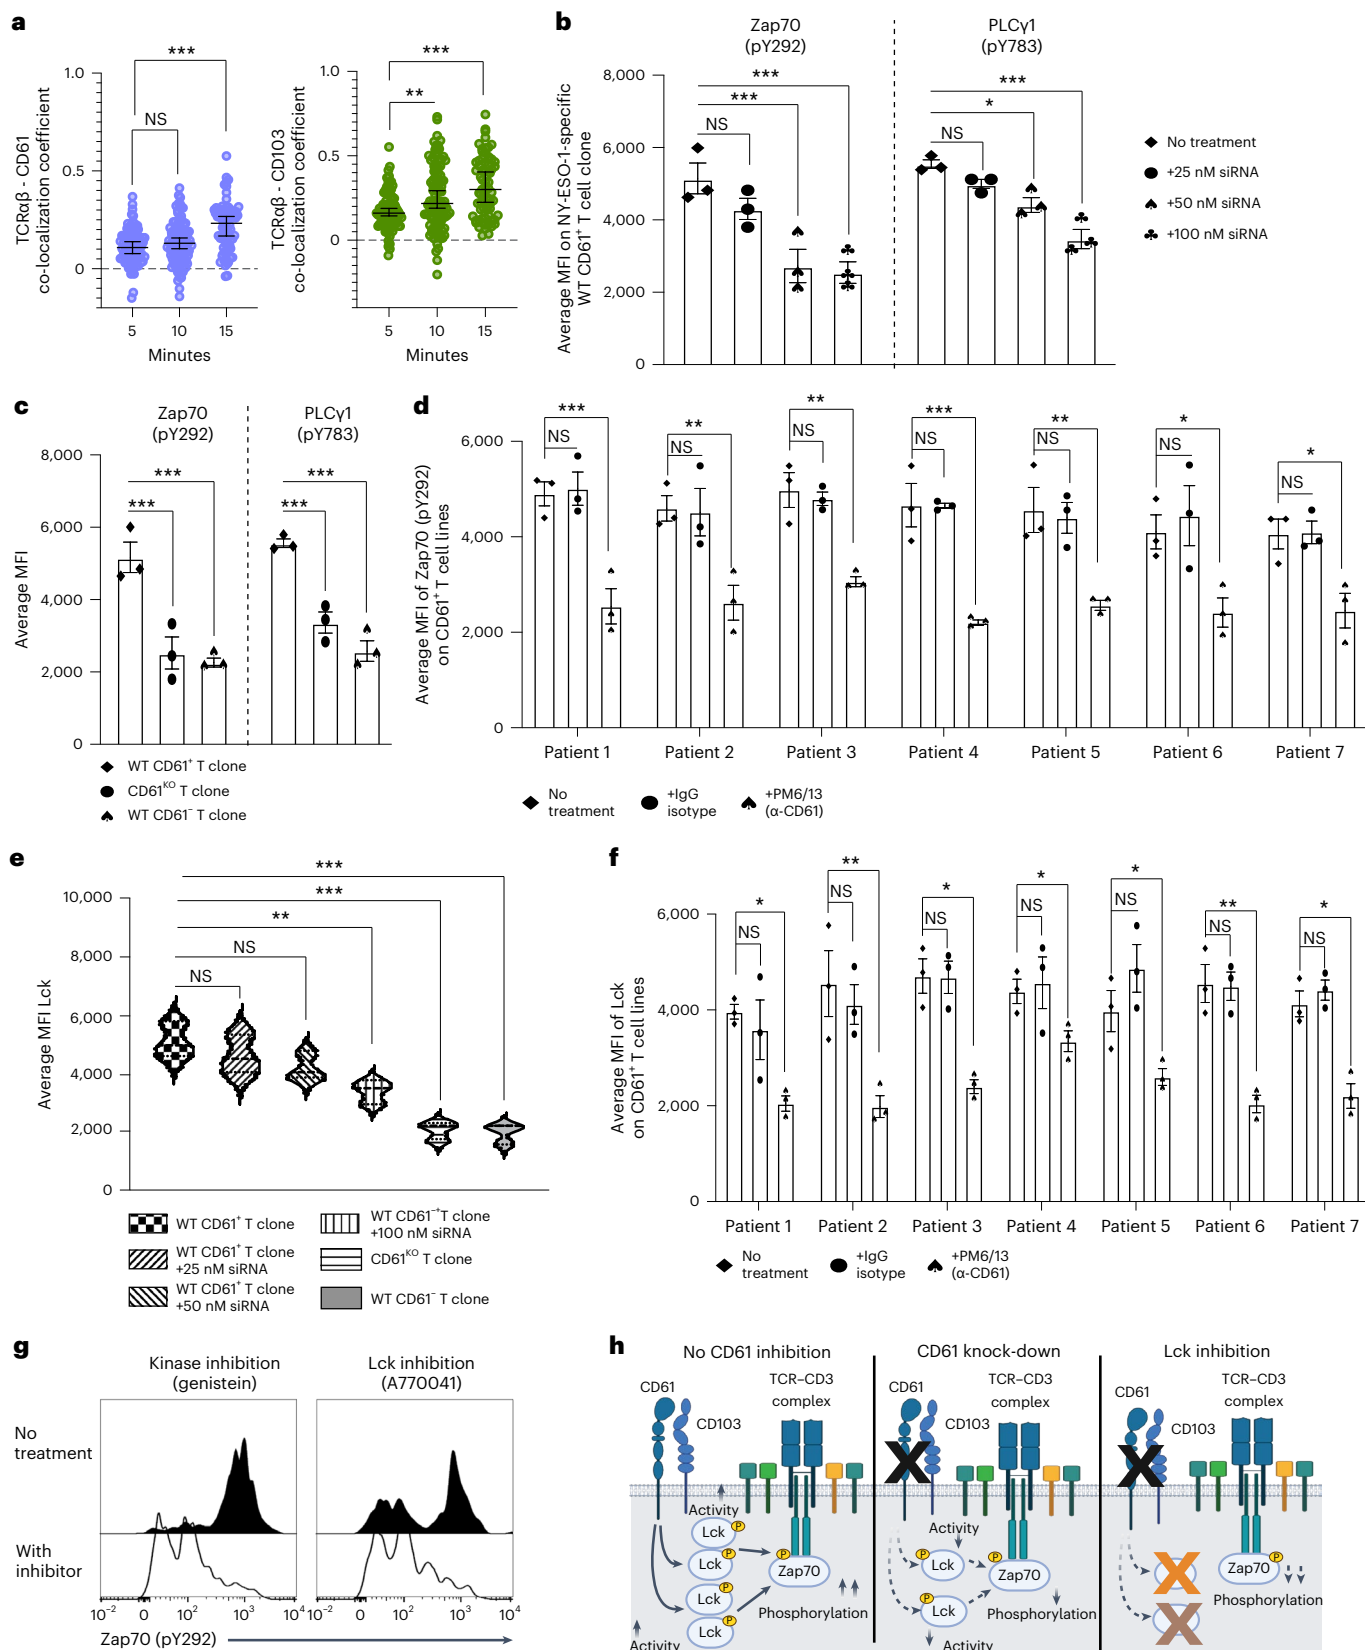 a
TCRαβ - CD61
co-localization coefficient
1.0
0.5
0
***
NS
5
10
15
Minutes
TCRαβ - CD103
co-localization coefficient
1.0
0.5
0
***
**
5
10
15
Minutes
b
Zap70
(pY292)
PLCγ1
(pY783)
Average MFI on NY-ESO-1-specific
WT CD61+ T cell clone
8,000
6,000
4,000
2,000
0
***
***
NS
***
*
NS
No treatment
+25 nM siRNA
+50 nM siRNA
+100 nM siRNA
c
Zap70
(pY292)
PLCγ1
(pY783)
Average MFI
8,000
6,000
4,000
2,000
0
***
***
***
***
WT CD61+ T clone
CD61KO T clone
WT CD61− T clone
d
Average MFI of Zap70 (pY292)
on CD61+ T cell lines
6,000
4,000
2,000
0
***
NS
**
NS
**
NS
***
NS
**
NS
*
NS
*
NS
Patient 1
Patient 2
Patient 3
Patient 4
Patient 5
Patient 6
Patient 7
No
treatment
+IgG
isotype
+PM6/13
(α-CD61)
e
Average MFI Lck
10,000
8,000
6,000
4,000
2,000
0
***
***
**
NS
NS
WT CD61+ T clone
WT CD61+ T clone
+25 nM siRNA
WT CD61+ T clone
+50 nM siRNA
WT CD61−+T clone
+100 nM siRNA
CD61KO T clone
WT CD61− T clone
f
Average MFI of Lck
on CD61+ T cell lines
6,000
4,000
2,000
0
*
NS
**
NS
*
NS
*
NS
*
NS
**
NS
*
NS
Patient 1
Patient 2
Patient 3
Patient 4
Patient 5
Patient 6
Patient 7
No
treatment
+IgG
isotype
+PM6/13
(α-CD61)
g
Kinase inhibition
(genistein)
Lck inhibition
(A770041)
No
treatment
With
inhibitor
10−2 0 10² 10³ 10⁴
10−2 0 10² 10³ 10⁴
Zap70 (pY292)
h
No CD61 inhibition
CD61
CD103
TCR–CD3
complex
Activity
Lck
P
Lck
P
Lck
P
Lck
P
P
Zap70
Phosphorylation
Activity
CD61 knock-down
CD61
CD103
TCR–CD3
complex
Activity
P
Lck
P
Lck
P
Zap70
Phosphorylation
Activity
Lck inhibition
CD61
CD103
TCR–CD3
complex
Zap70
P
Phosphorylation